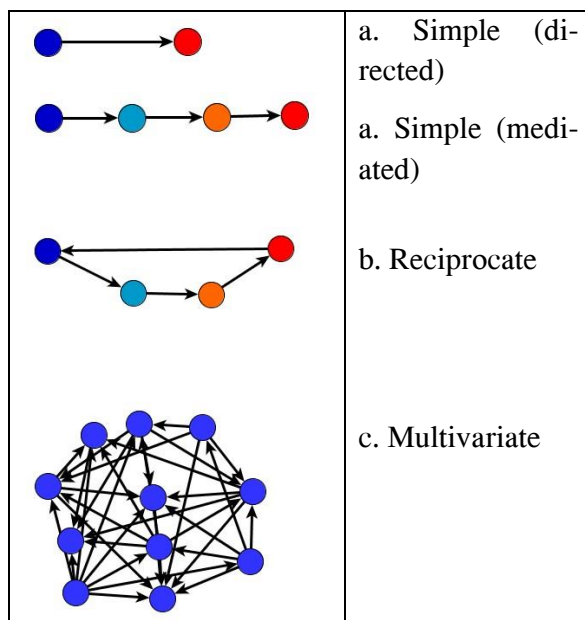 a. Simple (di-
rected)
a. Simple (medi-
ated)
b. Reciprocate
c. Multivariate